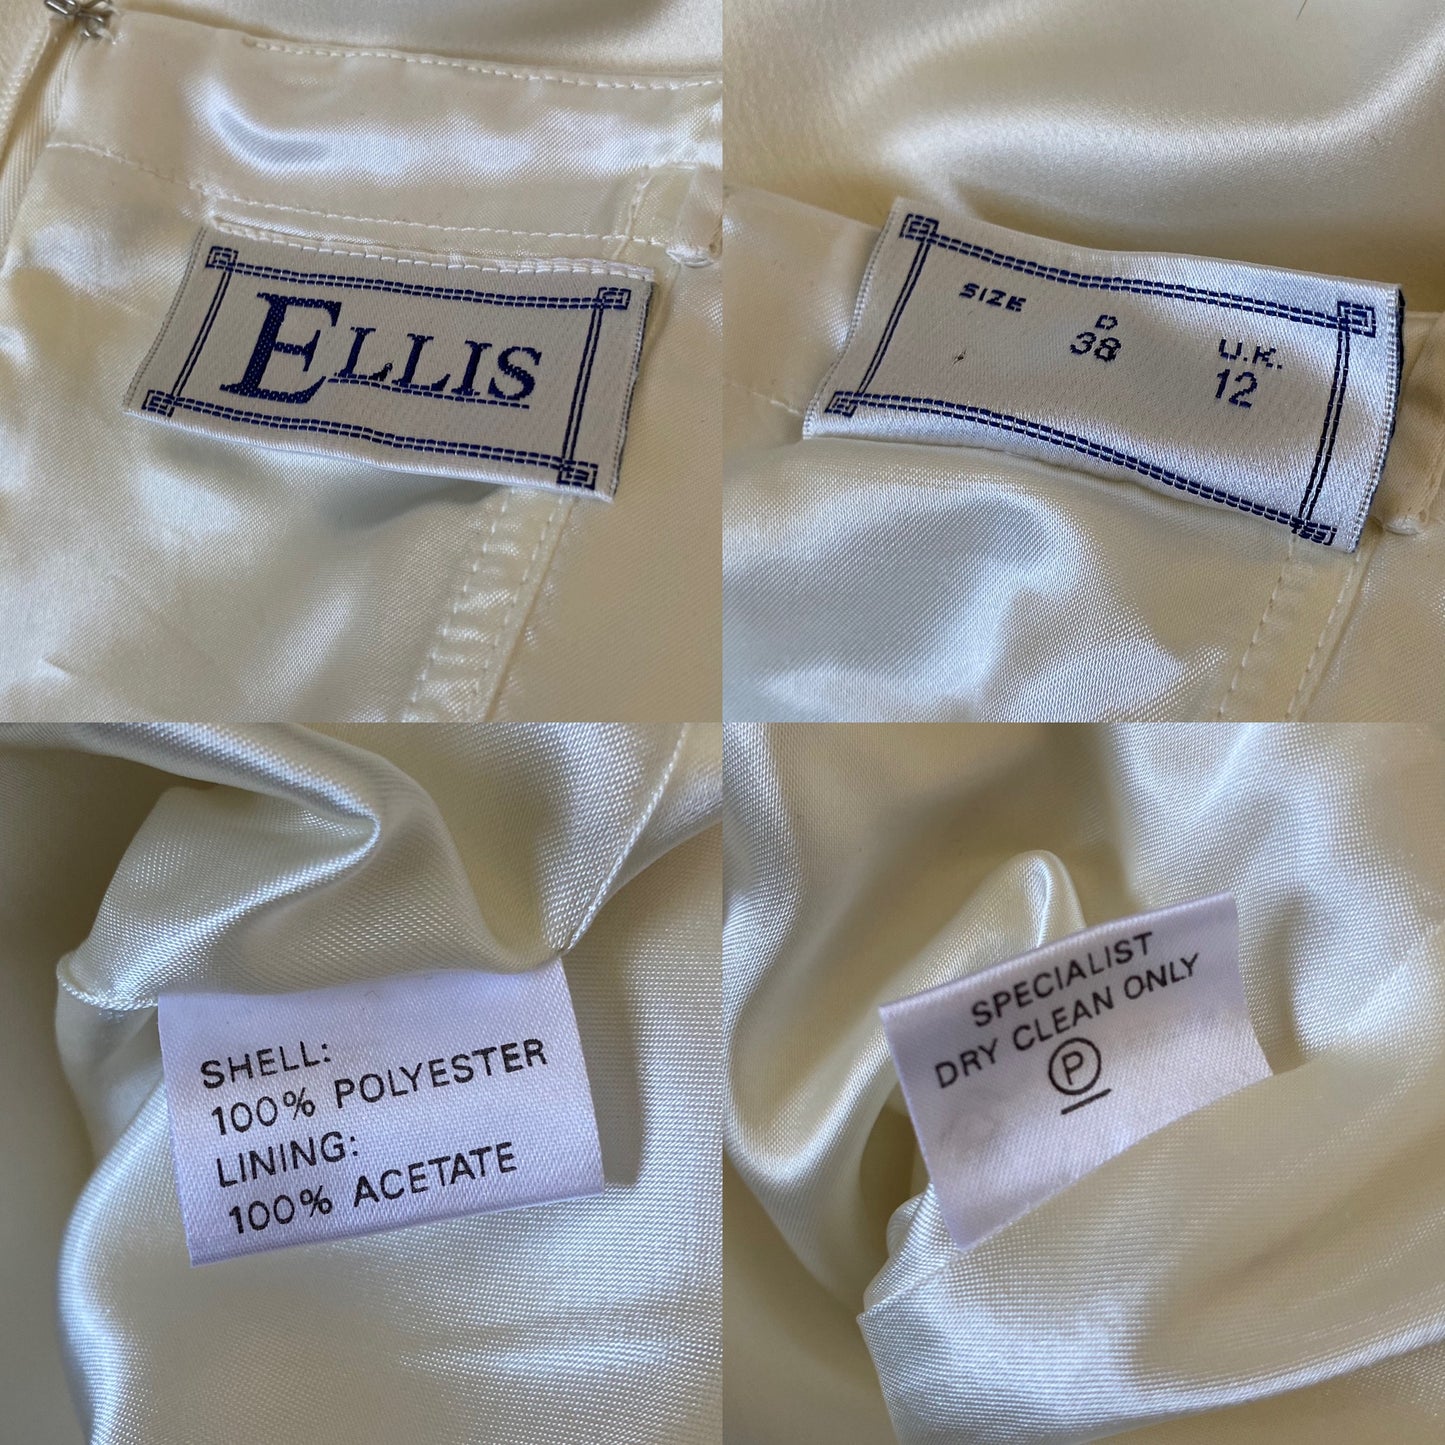 ELLIS
SIZE
D
38
U.K.
12
SHELL:
100% POLYESTER
LINING:
100% ACETATE
SPECIALIST
DRY CLEAN ONLY
P